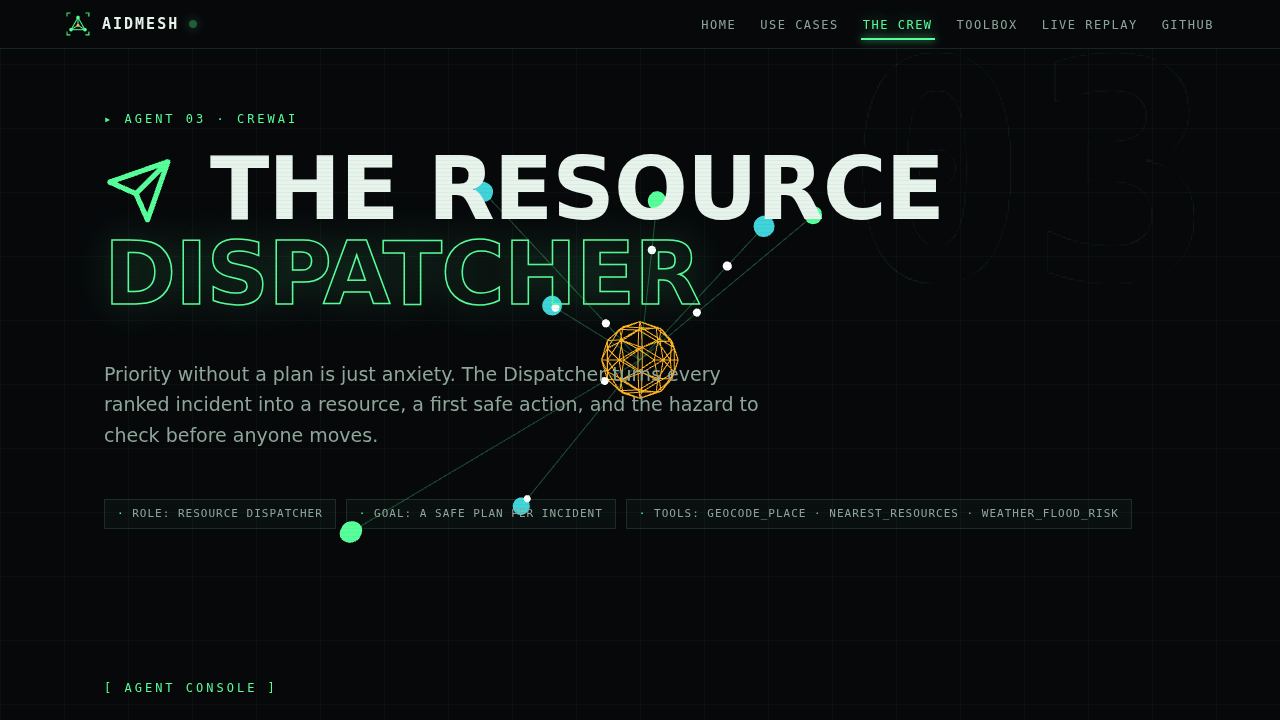 AIDMESH
HOME USE CASES THE CREW TOOLBOX LIVE REPLAY GITHUB
03
▸ AGENT 03 · CREWAI
THE RESOURCE
DISPATCHER
Priority without a plan is just anxiety. The Dispatcher turns every
ranked incident into a resource, a first safe action, and the hazard to
check before anyone moves.
· ROLE: RESOURCE DISPATCHER
· GOAL: A SAFE PLAN PER INCIDENT
· TOOLS: GEOCODE_PLACE · NEAREST_RESOURCES · WEATHER_FLOOD_RISK
[ AGENT CONSOLE ]